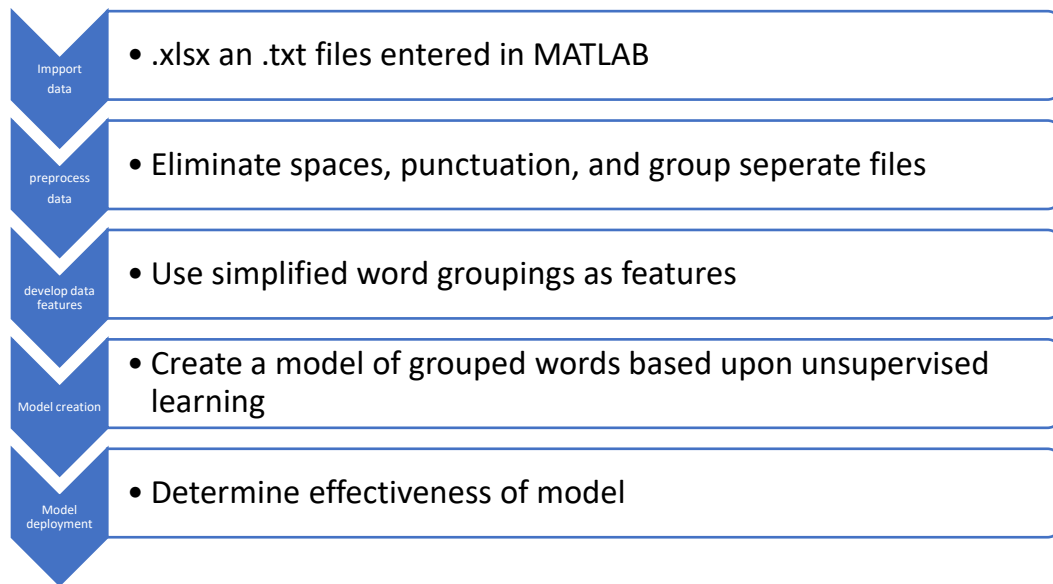 Impport
data
• .xlsx an .txt files entered in MATLAB
preprocess
data
• Eliminate spaces, punctuation, and group seperate files
develop data
features
• Use simplified word groupings as features
Model creation
• Create a model of grouped words based upon unsupervised
learning
Model
deployment
• Determine effectiveness of model